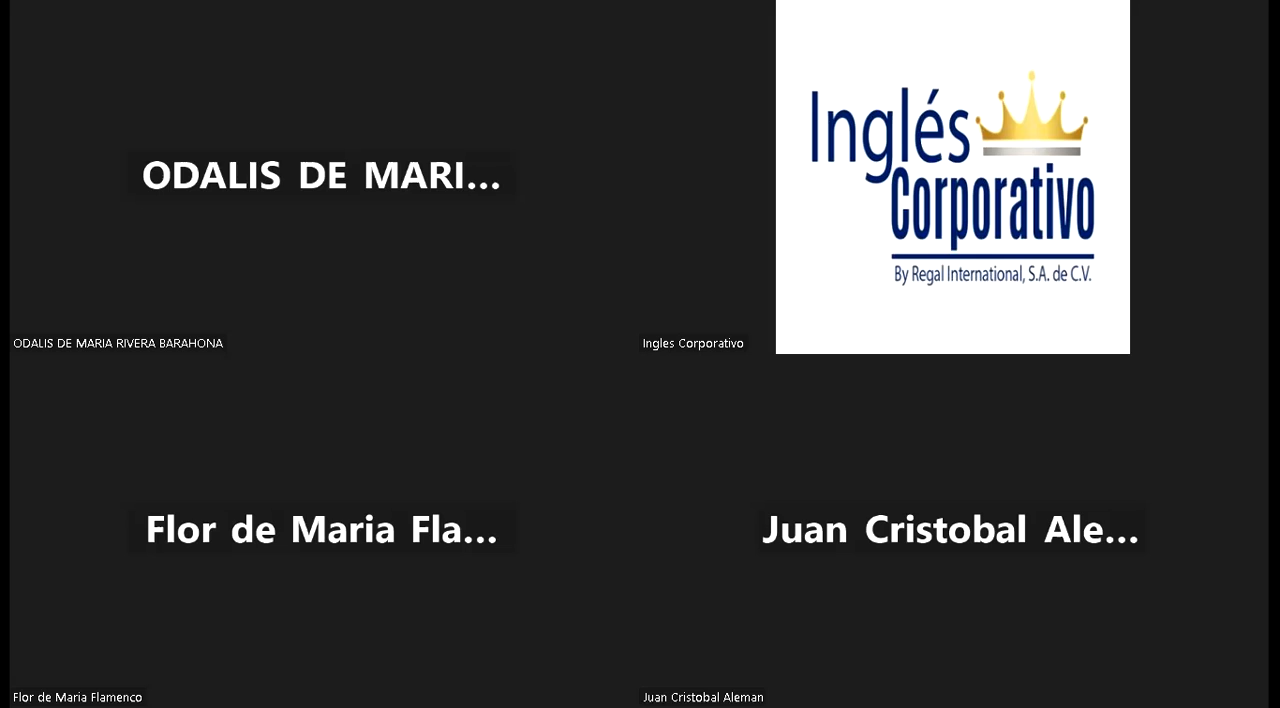 ODALIS DE MARI...
ODALIS DE MARIA RIVERA BARAHONA
Inglés
Corporativo
By Regal International, S.A. de C.V.
Ingles Corporativo
Flor de Maria Fla...
Flor de Maria Flamenco
Juan Cristobal Ale...
Juan Cristobal Aleman